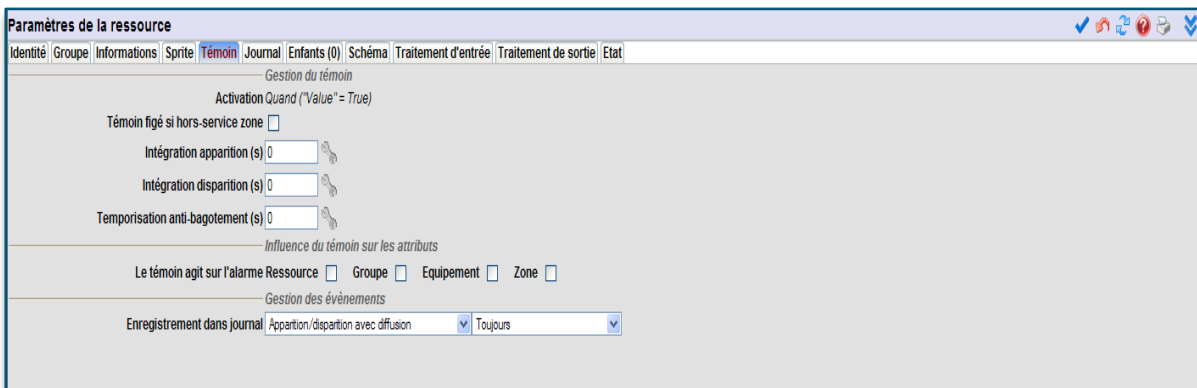 Paramètres de la ressource
Identité Groupe Informations Sprite Témoin Journal Enfants (0) Schéma Traitement d'entrée Traitement de sortie Etat
Gestion du témoin
Activation Quand ("Value" = True)
Témoin figé si hors-service zone
Intégration apparition (s) 0
Intégration disparition (s) 0
Temporisation anti-bagotement (s) 0
Influence du témoin sur les attributs
Le témoin agit sur l'alarme Ressource Groupe Equipement Zone
Gestion des évènements
Enregistrement dans journal Apparition/disparition avec diffusion Toujours